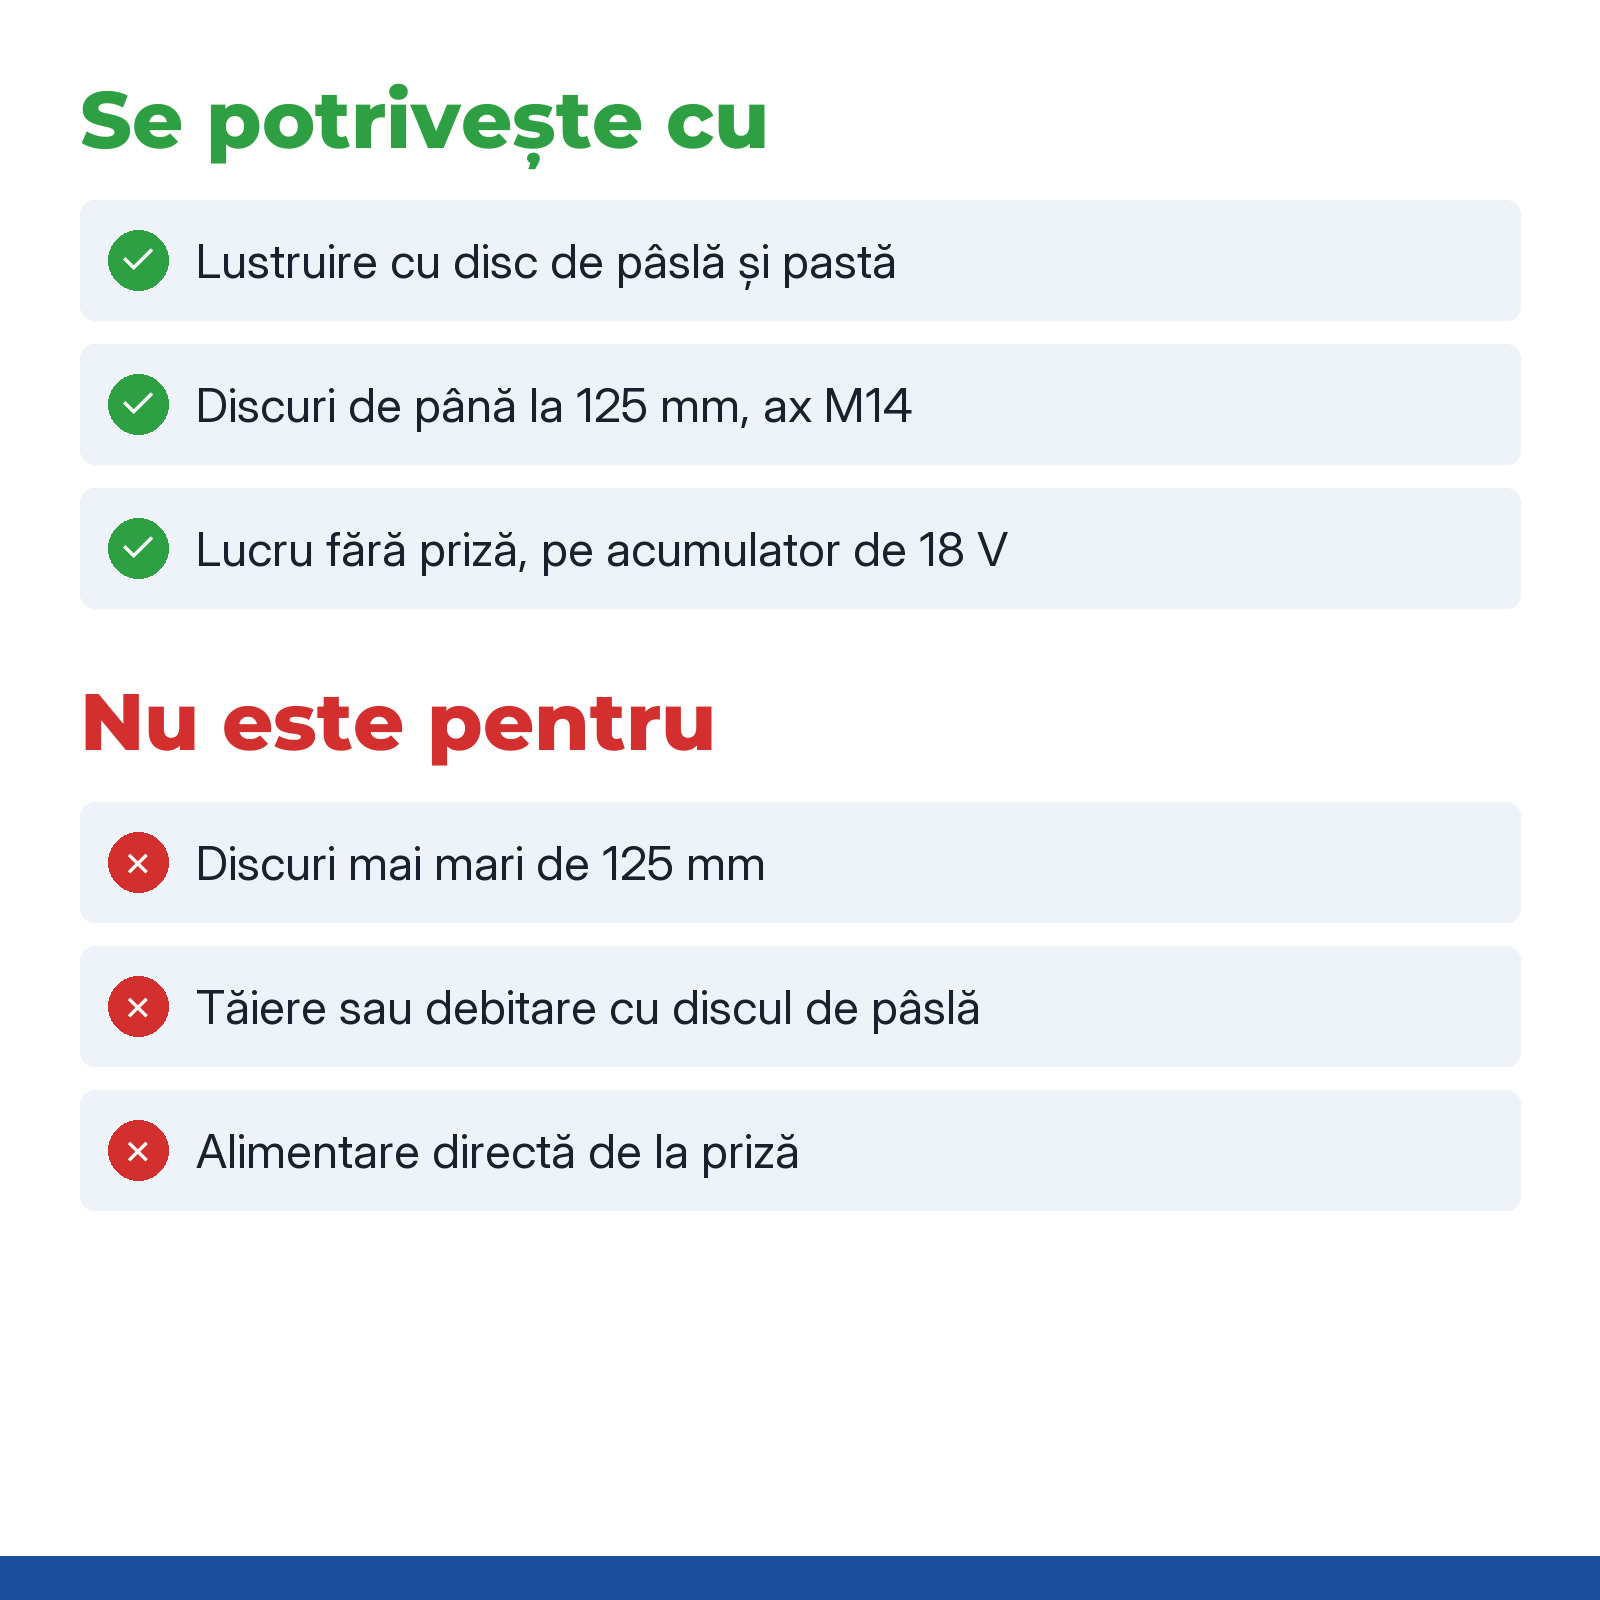 Se potrivește cu
Lustruire cu disc de pâslă și pastă
Discuri de până la 125 mm, ax M14
Lucru fără priză, pe acumulator de 18 V
Nu este pentru
Discuri mai mari de 125 mm
Tăiere sau debitare cu discul de pâslă
Alimentare directă de la priză